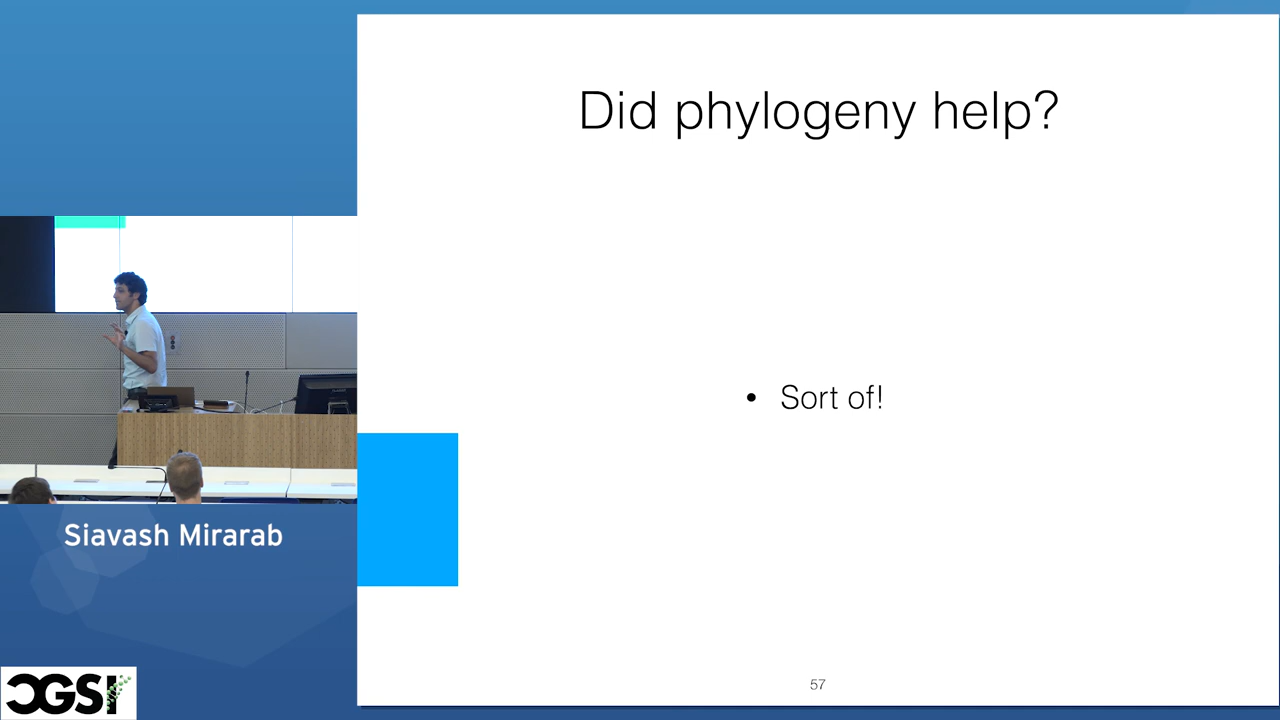 Did phylogeny help?
• Sort of!
57
Siavash Mirarab
CGSI